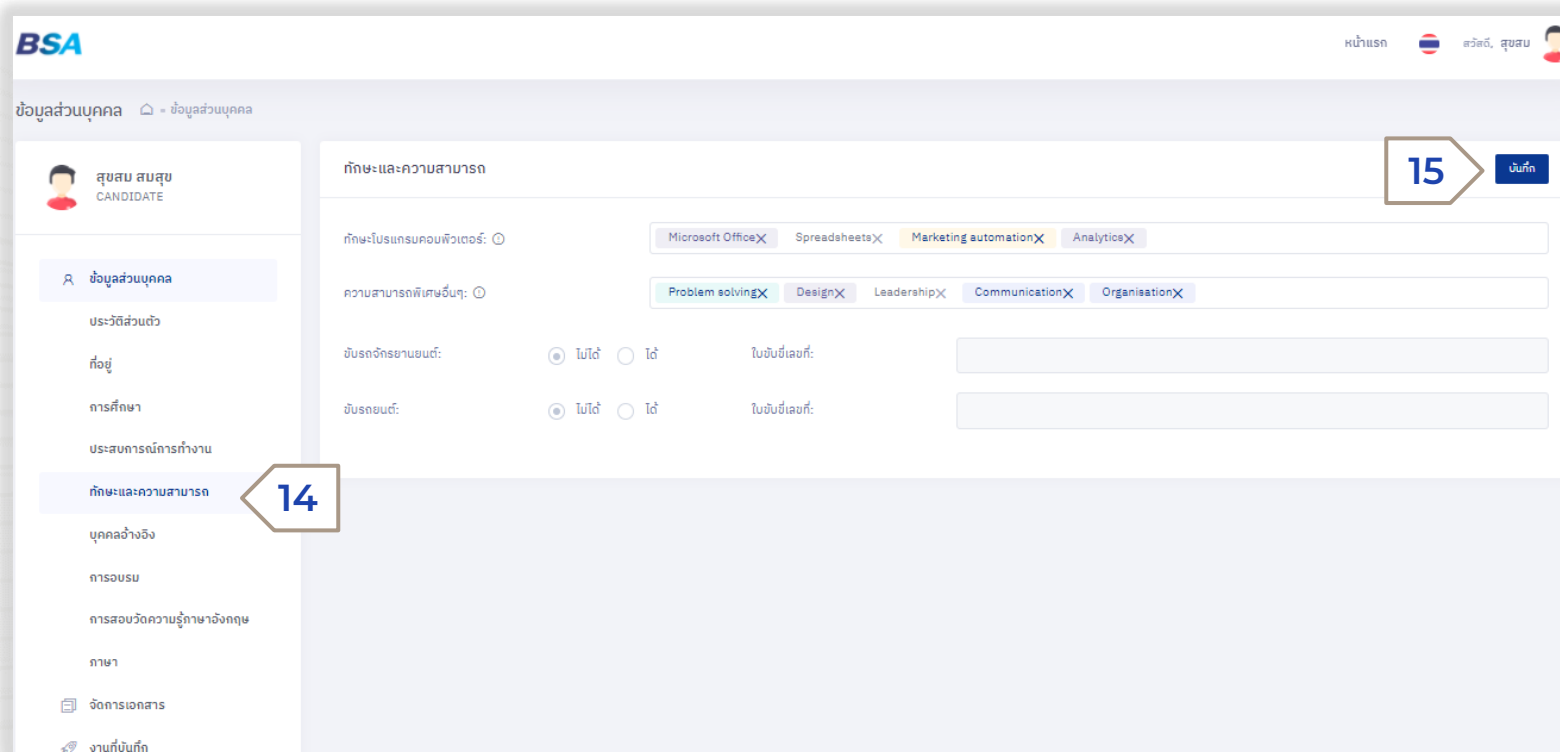 BSA
หน้าแรก สวัสดี, สุขสม
ข้อมูลส่วนบุคคล - ข้อมูลส่วนบุคคล
สุขสม สมสุข
CANDIDATE
ข้อมูลส่วนบุคคล
ประวัติส่วนตัว
ที่อยู่
การศึกษา
ประสบการณ์การทำงาน
ทักษะและความสามารถ
14
บุคคลอ้างอิง
การอบรม
การสอบวัดความรู้ภาษาอังกฤษ
ภาษา
จัดการเอกสาร
งานที่บันทึก
ทักษะและความสามารถ
15
บันทึก
ทักษะโปรแกรมคอมพิวเตอร์: Microsoft Office Spreadsheets Marketing automation Analytics
ความสามารถพิเศษอื่นๆ: Problem solving Design Leadership Communication Organisation
ขับรถจักรยานยนต์: ไม่ได้ ได้ ใบขับขี่เลขที่:
ขับรถยนต์: ไม่ได้ ได้ ใบขับขี่เลขที่: